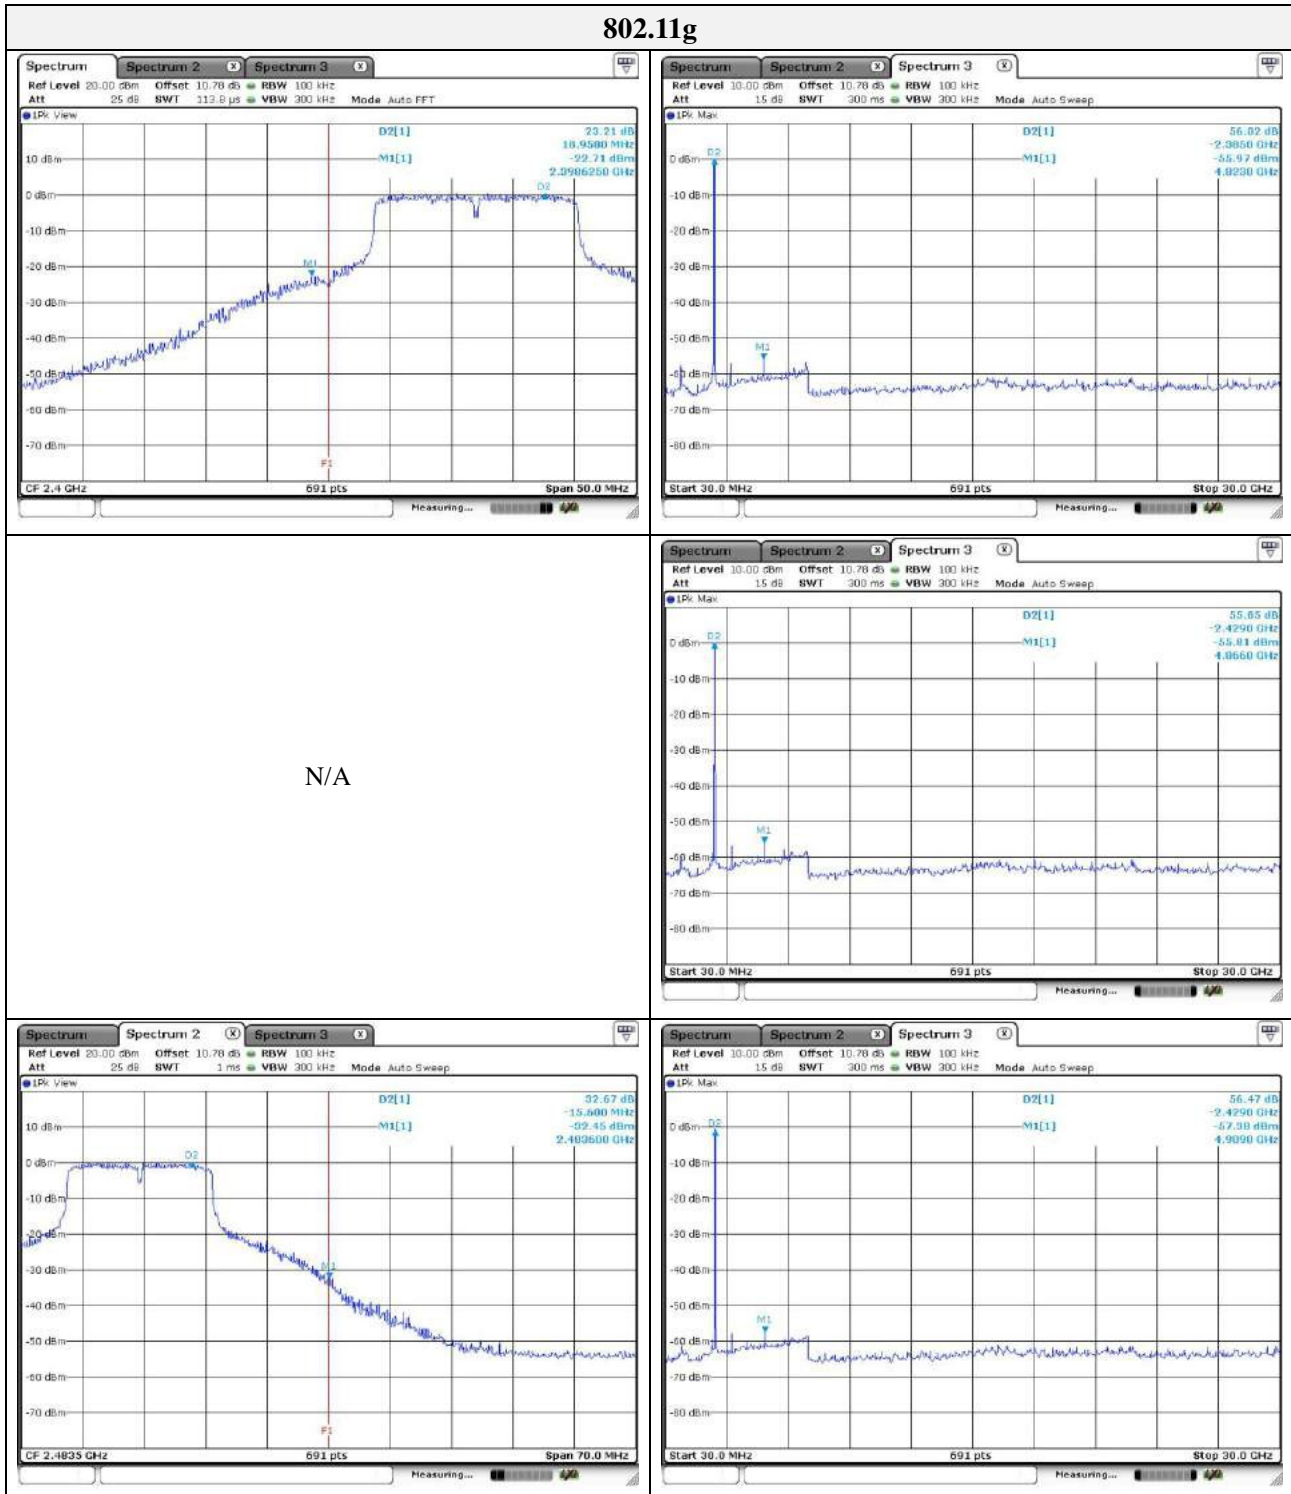 802.11g
Spectrum Spectrum 2 Spectrum 3
Ref Level 20.00 dBm Offset 10.78 dB RBW 100 kHz
Att 25 dB SWT 113.8 µs VBW 300 kHz Mode Auto FFT
1Pk View
D2[1] 23.21 dB
18.9580 MHz
M1[1] -22.71 dBm
2.3986250 GHz
10 dBm
D2
0 dBm
-10 dBm
M1
-20 dBm
-30 dBm
-40 dBm
-50 dBm
-60 dBm
-70 dBm
F1
CF 2.4 GHz 691 pts Span 50.0 MHz
Measuring...
Spectrum Spectrum 2 Spectrum 3
Ref Level 10.00 dBm Offset 10.78 dB RBW 100 kHz
Att 15 dB SWT 300 ms VBW 300 kHz Mode Auto Sweep
1Pk Max
D2[1] 56.02 dB
-2.3850 GHz
M1[1] -55.97 dBm
4.8230 GHz
D2
0 dBm
-10 dBm
-20 dBm
-30 dBm
-40 dBm
-50 dBm
M1
-60 dBm
-70 dBm
-80 dBm
Start 30.0 MHz 691 pts Stop 30.0 GHz
Measuring...
N/A
Spectrum Spectrum 2 Spectrum 3
Ref Level 10.00 dBm Offset 10.78 dB RBW 100 kHz
Att 15 dB SWT 300 ms VBW 300 kHz Mode Auto Sweep
1Pk Max
D2[1] 55.65 dB
-2.4290 GHz
M1[1] -55.81 dBm
4.8660 GHz
D2
0 dBm
-10 dBm
-20 dBm
-30 dBm
-40 dBm
-50 dBm
M1
-60 dBm
-70 dBm
-80 dBm
Start 30.0 MHz 691 pts Stop 30.0 GHz
Measuring...
Spectrum Spectrum 2 Spectrum 3
Ref Level 20.00 dBm Offset 10.78 dB RBW 100 kHz
Att 25 dB SWT 1 ms VBW 300 kHz Mode Auto Sweep
1Pk View
D2[1] 32.67 dB
-15.600 MHz
M1[1] -32.45 dBm
2.483600 GHz
10 dBm
D2
0 dBm
-10 dBm
-20 dBm
-30 dBm
M1
-40 dBm
-50 dBm
-60 dBm
-70 dBm
F1
CF 2.4835 GHz 691 pts Span 70.0 MHz
Measuring...
Spectrum Spectrum 2 Spectrum 3
Ref Level 10.00 dBm Offset 10.78 dB RBW 100 kHz
Att 15 dB SWT 300 ms VBW 300 kHz Mode Auto Sweep
1Pk Max
D2[1] 56.47 dB
-2.4290 GHz
M1[1] -57.38 dBm
4.9090 GHz
D2
0 dBm
-10 dBm
-20 dBm
-30 dBm
-40 dBm
-50 dBm
M1
-60 dBm
-70 dBm
-80 dBm
Start 30.0 MHz 691 pts Stop 30.0 GHz
Measuring...